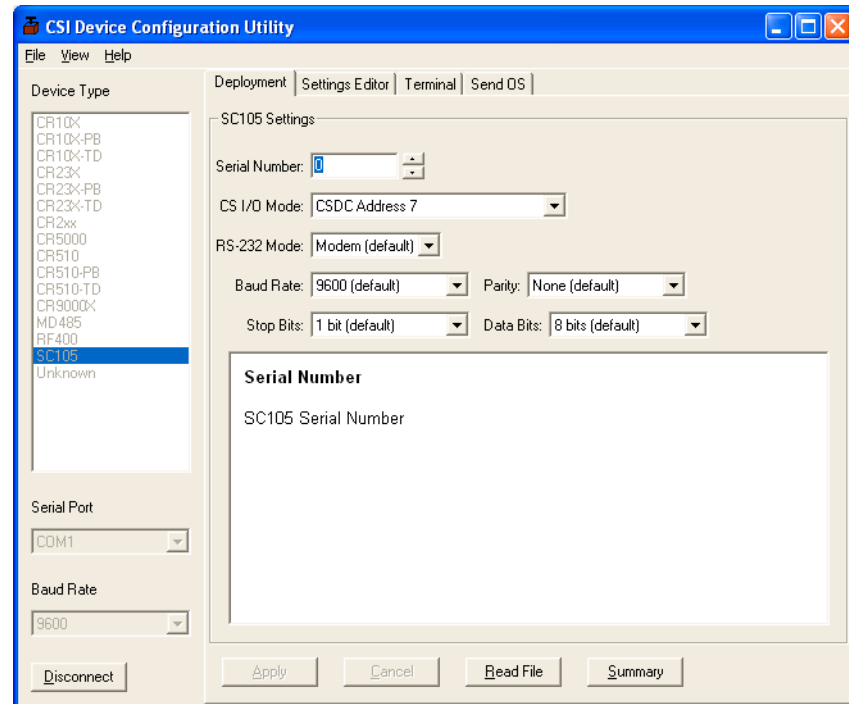 CSI Device Configuration Utility
File View Help
Device Type
CR10X
CR10X-PB
CR10X-TD
CR23X
CR23X-PB
CR23X-TD
CR2xx
CR5000
CR510
CR510-PB
CR510-TD
CR9000X
MD485
RF400
SC105
Unknown
Serial Port
COM1
Baud Rate
9600
Disconnect
Deployment Settings Editor Terminal Send OS
SC105 Settings
Serial Number: 0
CS I/O Mode: CSDC Address 7
RS-232 Mode: Modem (default)
Baud Rate: 9600 (default) Parity: None (default)
Stop Bits: 1 bit (default) Data Bits: 8 bits (default)
Serial Number
SC105 Serial Number
Apply Cancel Read File Summary